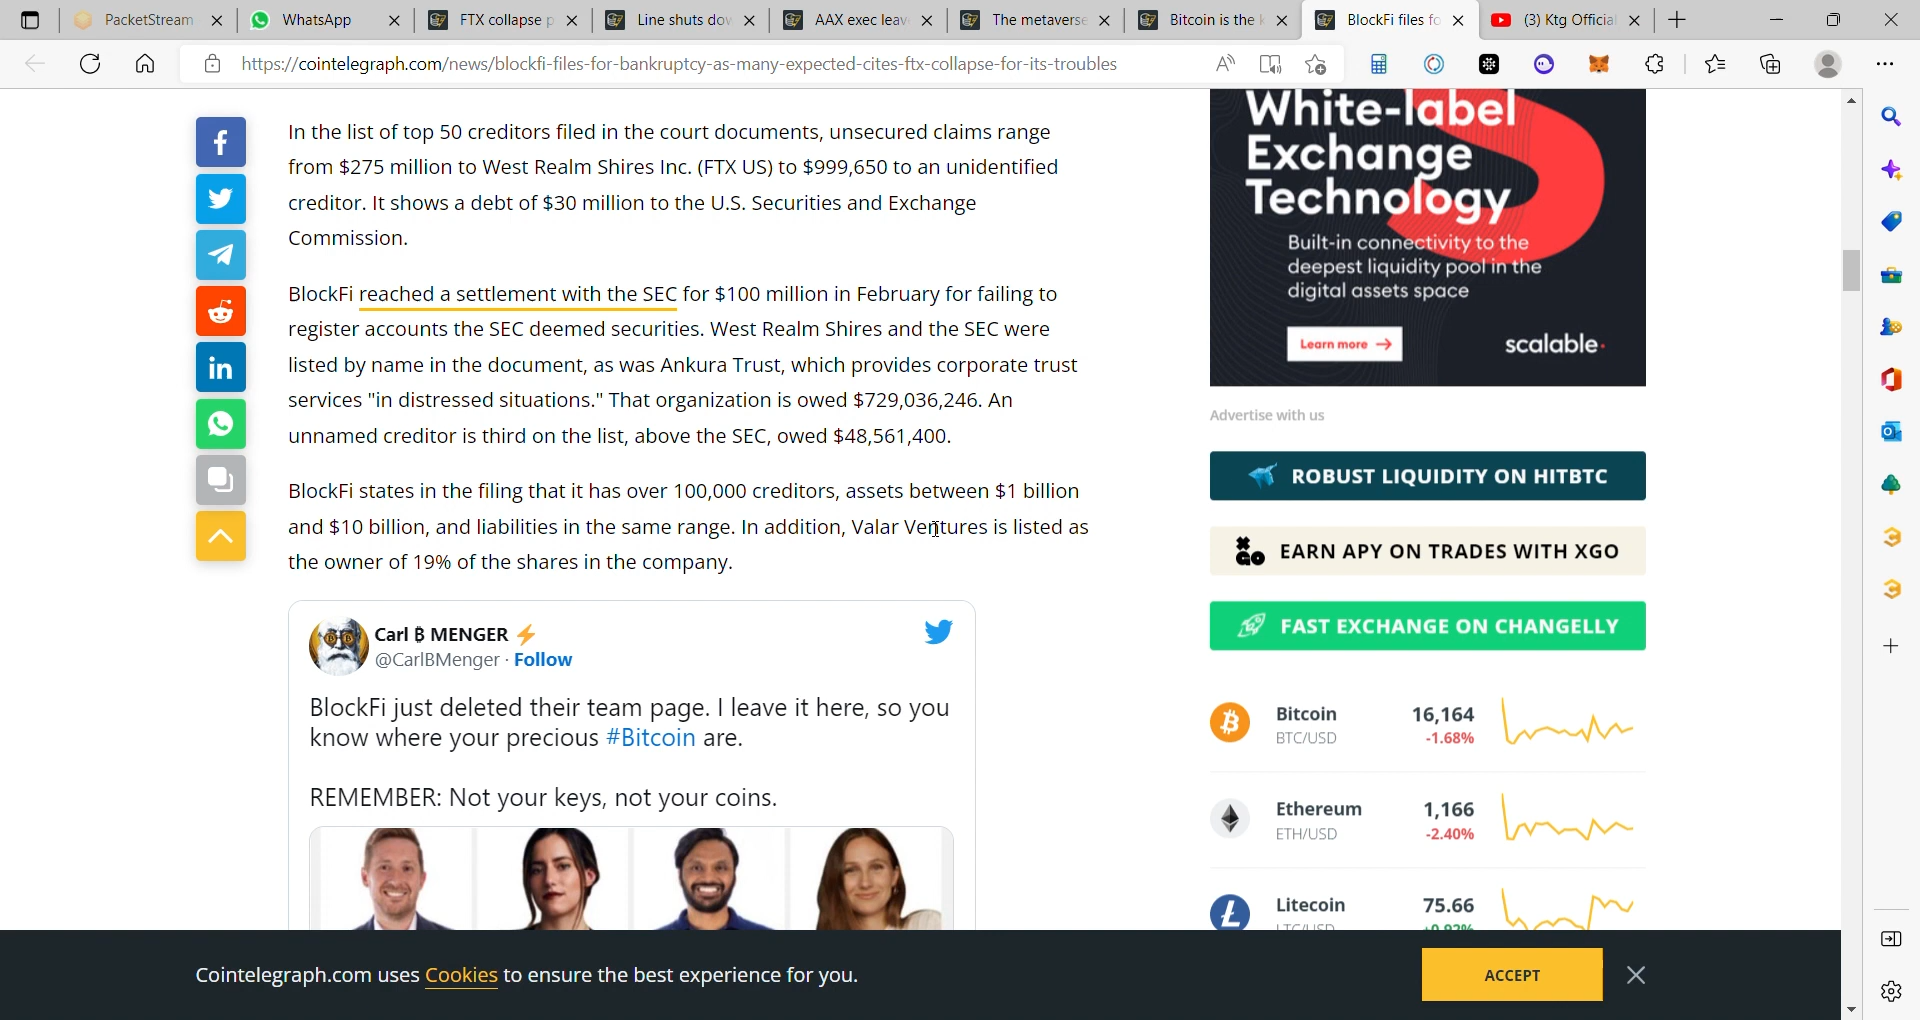 PacketStream
WhatsApp
FTX collapse p
Line shuts dow
AAX exec leav
The metaverse
Bitcoin is the k
BlockFi files fo
(3) Ktg Official
https://cointelegraph.com/news/blockfi-files-for-bankruptcy-as-many-expected-cites-ftx-collapse-for-its-troubles
In the list of top 50 creditors filed in the court documents, unsecured claims range
from $275 million to West Realm Shires Inc. (FTX US) to $999,650 to an unidentified
creditor. It shows a debt of $30 million to the U.S. Securities and Exchange
Commission.
BlockFi reached a settlement with the SEC for $100 million in February for failing to
register accounts the SEC deemed securities. West Realm Shires and the SEC were
listed by name in the document, as was Ankura Trust, which provides corporate trust
services "in distressed situations." That organization is owed $729,036,246. An
unnamed creditor is third on the list, above the SEC, owed $48,561,400.
BlockFi states in the filing that it has over 100,000 creditors, assets between $1 billion
and $10 billion, and liabilities in the same range. In addition, Valar Ventures is listed as
the owner of 19% of the shares in the company.
Carl ₿ MENGER ⚡
@CarlBMenger · Follow
BlockFi just deleted their team page. I leave it here, so you
know where your precious #Bitcoin are.
REMEMBER: Not your keys, not your coins.
White-label
Exchange
Technology
Built-in connectivity to the
deepest liquidity pool in the
digital assets space
Learn more →
scalable.
Advertise with us
ROBUST LIQUIDITY ON HITBTC
XGO EARN APY ON TRADES WITH XGO
FAST EXCHANGE ON CHANGELLY
Bitcoin 16,164
BTC/USD -1.68%
Ethereum 1,166
ETH/USD -2.40%
Litecoin 75.66
LTC/USD +0.92%
Cointelegraph.com uses Cookies to ensure the best experience for you.
ACCEPT